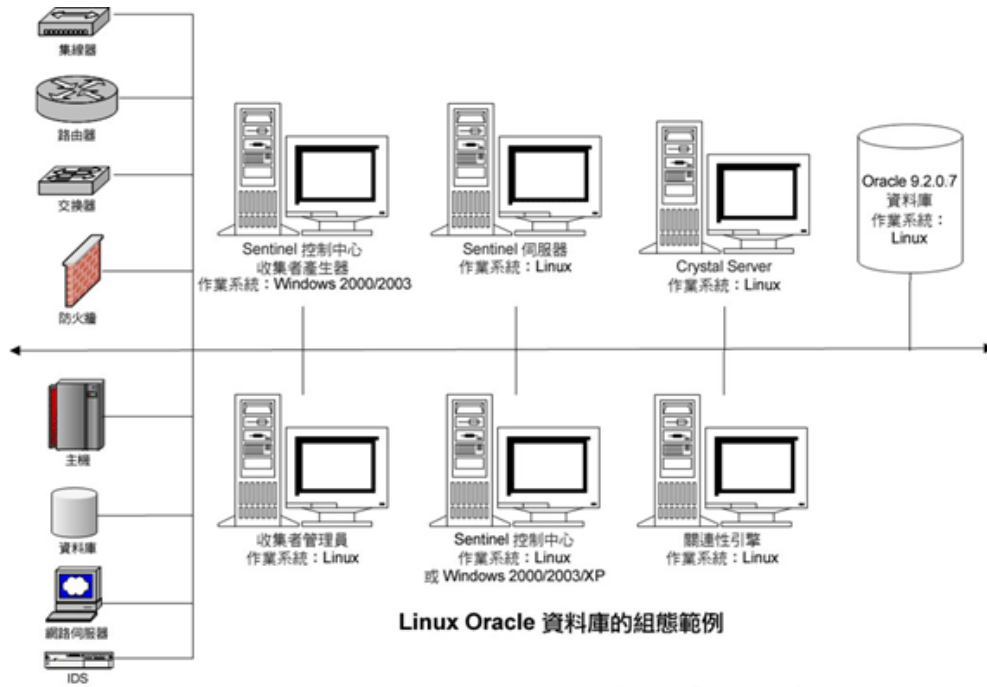 集線器
路由器
交換器
防火牆
主機
資料庫
網路伺服器
IDS
Sentinel 控制中心
收集者產生器
作業系統：Windows 2000/2003
Sentinel 伺服器
作業系統：Linux
Crystal Server
作業系統：Linux
Oracle 9.2.0.7
資料庫
作業系統：
Linux
收集者管理員
作業系統：Linux
Sentinel 控制中心
作業系統：Linux
或 Windows 2000/2003/XP
關連性引擎
作業系統：Linux
Linux Oracle 資料庫的組態範例